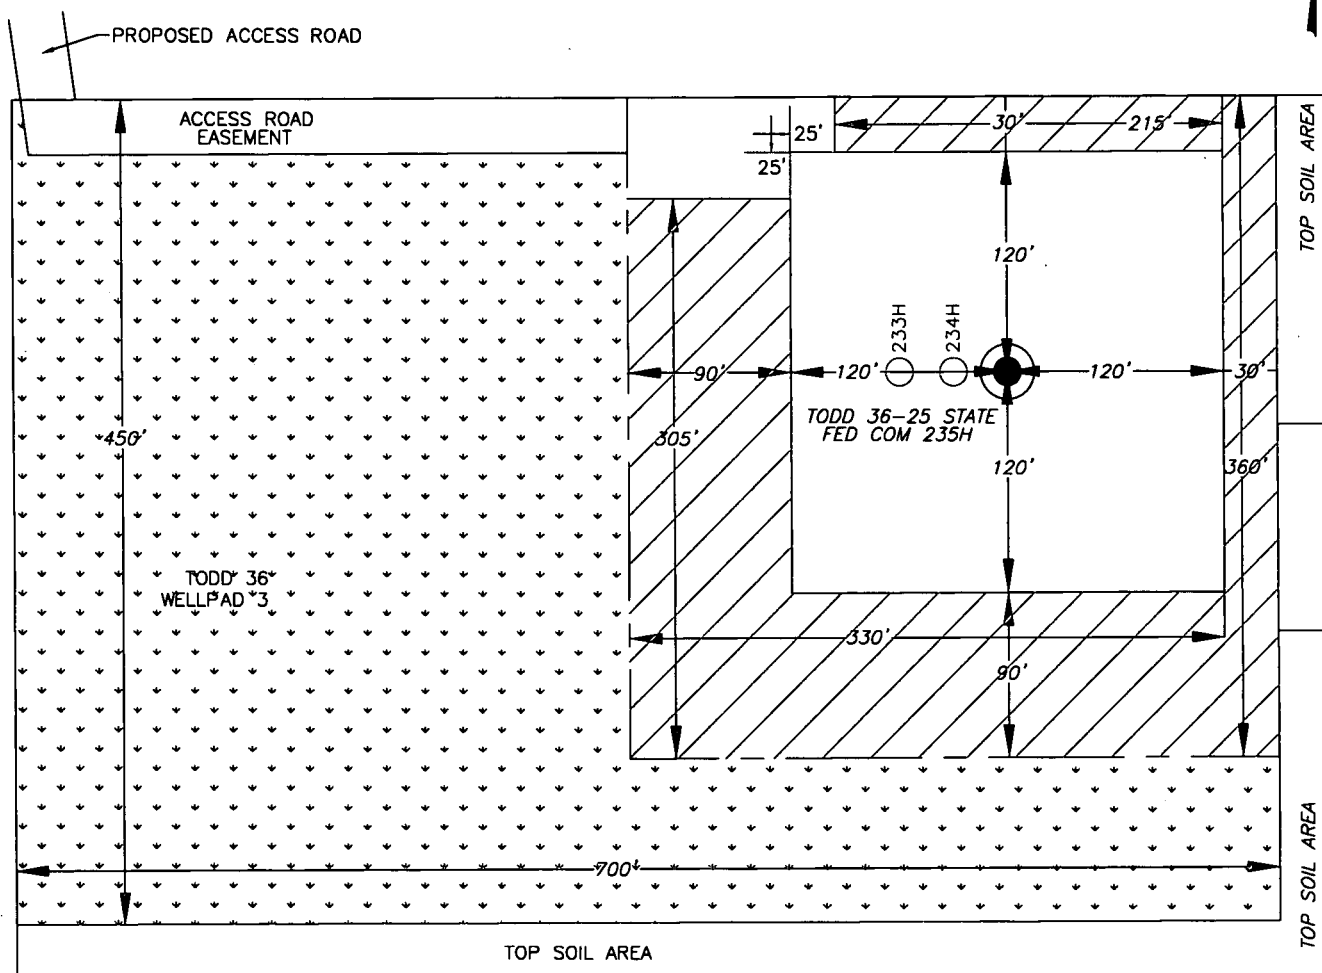 PROPOSED ACCESS ROAD
ACCESS ROAD
EASEMENT
25'
25'
30'
215'
TOP SOIL AREA
120'
233H
234H
90'
120'
120'
30'
TODD 36-25 STATE
FED COM 235H
450'
305'
120'
360'
TODD 36
WELLPAD 3
330'
90'
700'
TOP SOIL AREA
TOP SOIL AREA